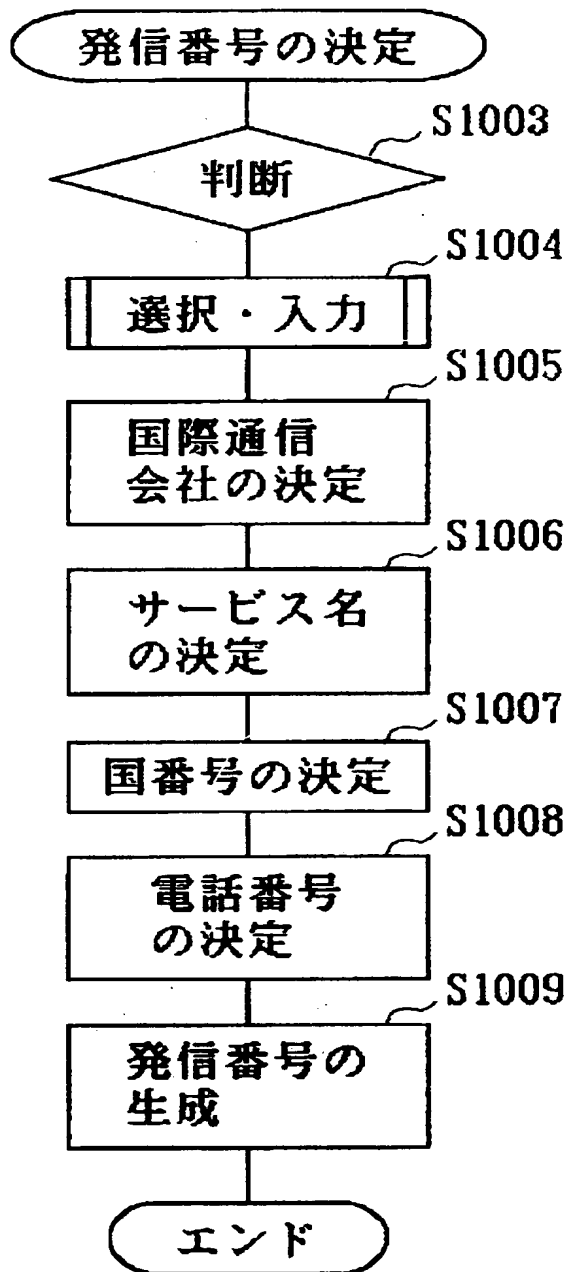 発信番号の決定
S1003
判断
S1004
選択・入力
S1005
国際通信
会社の決定
S1006
サービス名
の決定
S1007
国番号の決定
S1008
電話番号
の決定
S1009
発信番号の
生成
エンド